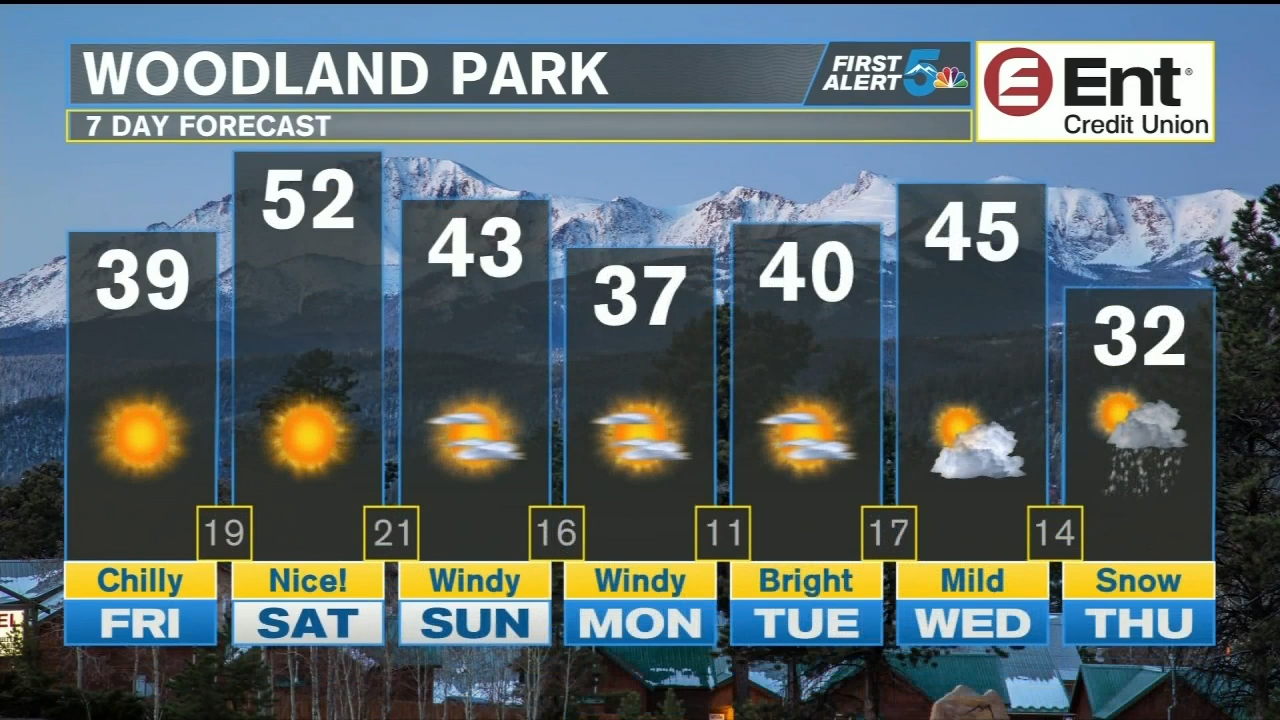 WOODLAND PARK
FIRST
ALERT 5
Ent
Credit Union
7 DAY FORECAST
39 52 43 37 40 45 32
19 21 16 11 17 14
Chilly Nice! Windy Windy Bright Mild Snow
FRI SAT SUN MON TUE WED THU
EL